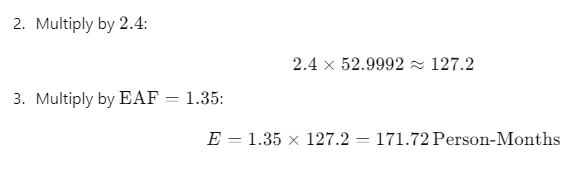 2. Multiply by 2.4:
2.4 × 52.9992 ≈ 127.2
3. Multiply by EAF = 1.35:
E = 1.35 × 127.2 = 171.72 Person-Months